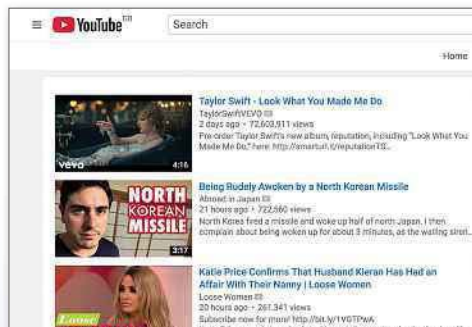 YouTube GB
Search
Home
Taylor Swift - Look What You Made Me Do
TaylorSwiftVEVO
2 days ago • 72,603,911 views
Pre-order Taylor Swift's new album, reputation, including "Look What You
Made Me Do," here: http://smarturl.it/reputationTS...
vevo
4:16
Being Rudely Awoken by a North Korean Missile
Abroad in Japan
21 hours ago • 722,560 views
North Korea fired a missile and woke up half of north Japan. I then
complain about being woken up for about 3 minutes, as the wailing siren...
NORTH
KOREAN
MISSILE
3:17
Katie Price Confirms That Husband Kieran Has Had an
Affair With Their Nanny | Loose Women
Loose Women
20 hours ago • 261,341 views
Subscribe now for more! http://bit.ly/1VGTPwA
Loose